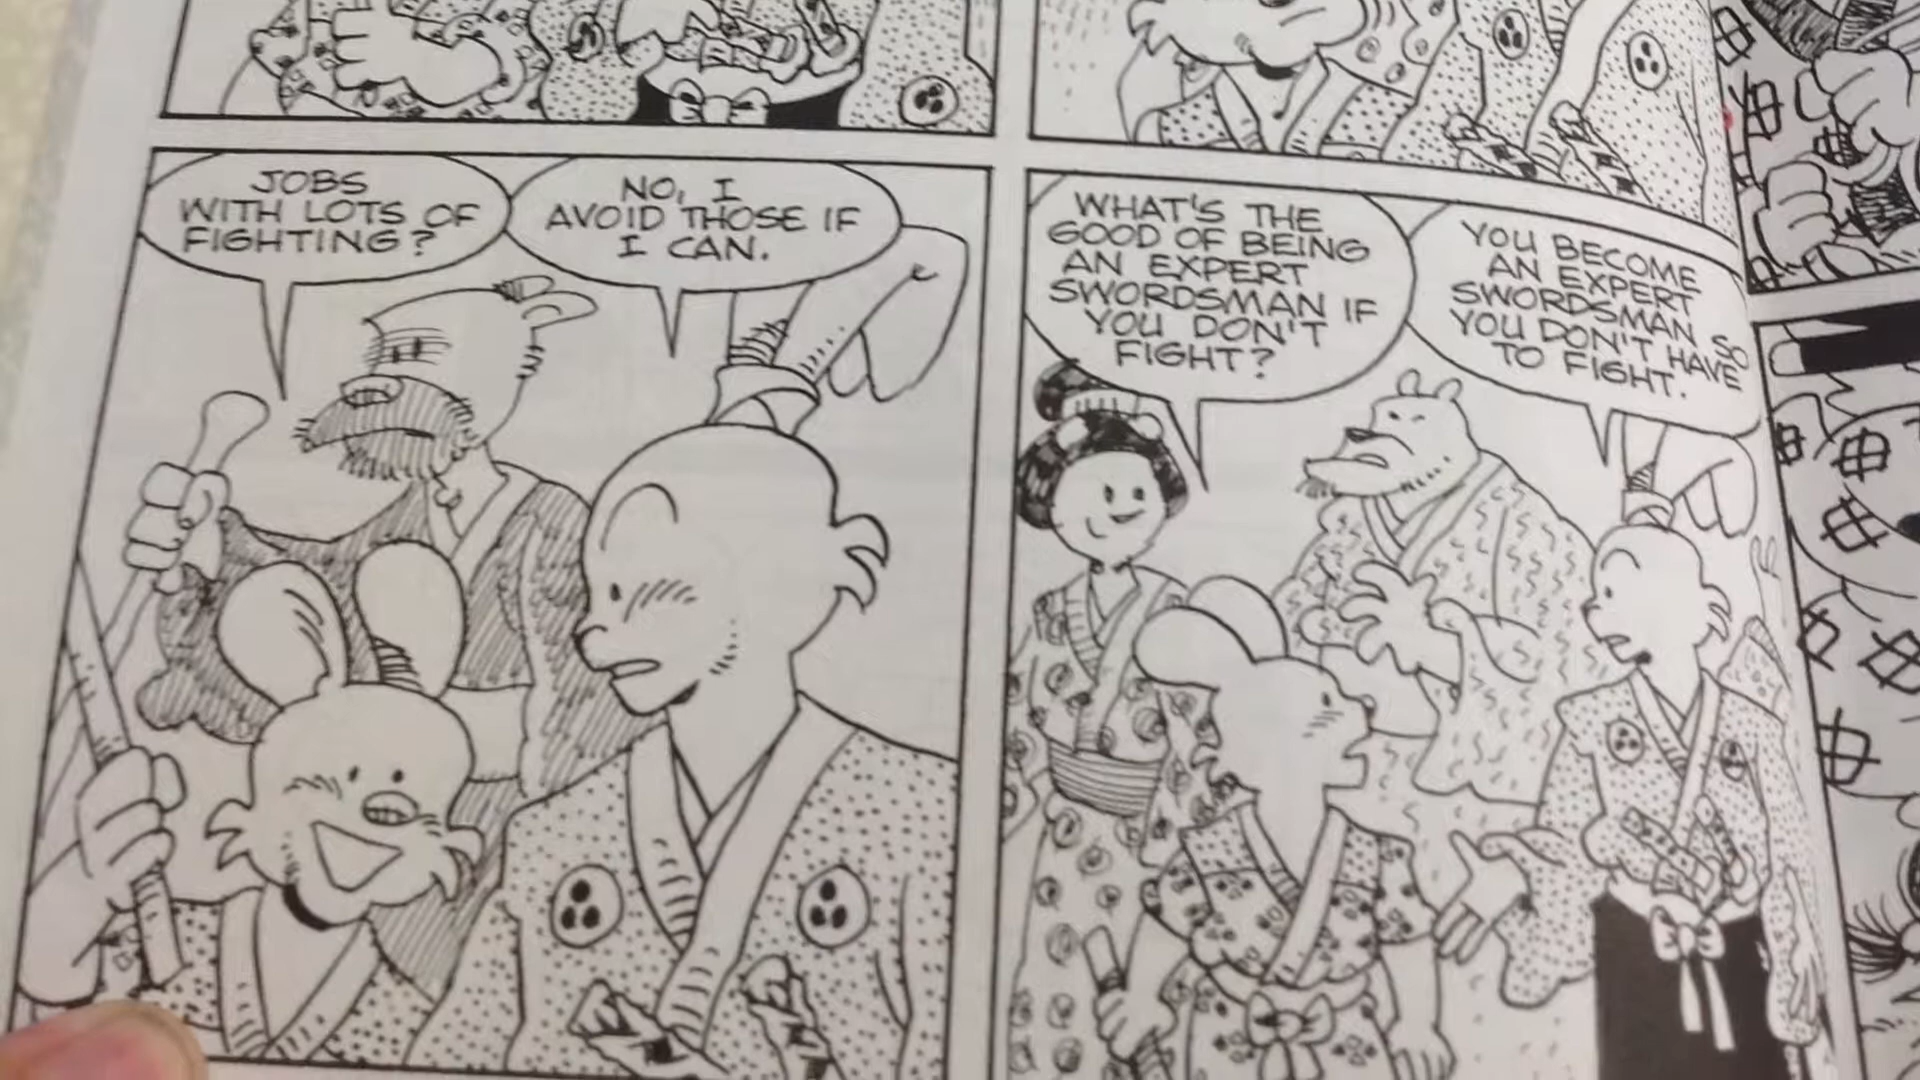 JOBS
WITH LOTS OF
FIGHTING?
NO, I
AVOID THOSE IF
I CAN.
WHAT'S THE
GOOD OF BEING
AN EXPERT
SWORDSMAN IF
YOU DON'T
FIGHT?
YOU BECOME
AN EXPERT
SWORDSMAN SO
YOU DON'T HAVE
TO FIGHT.